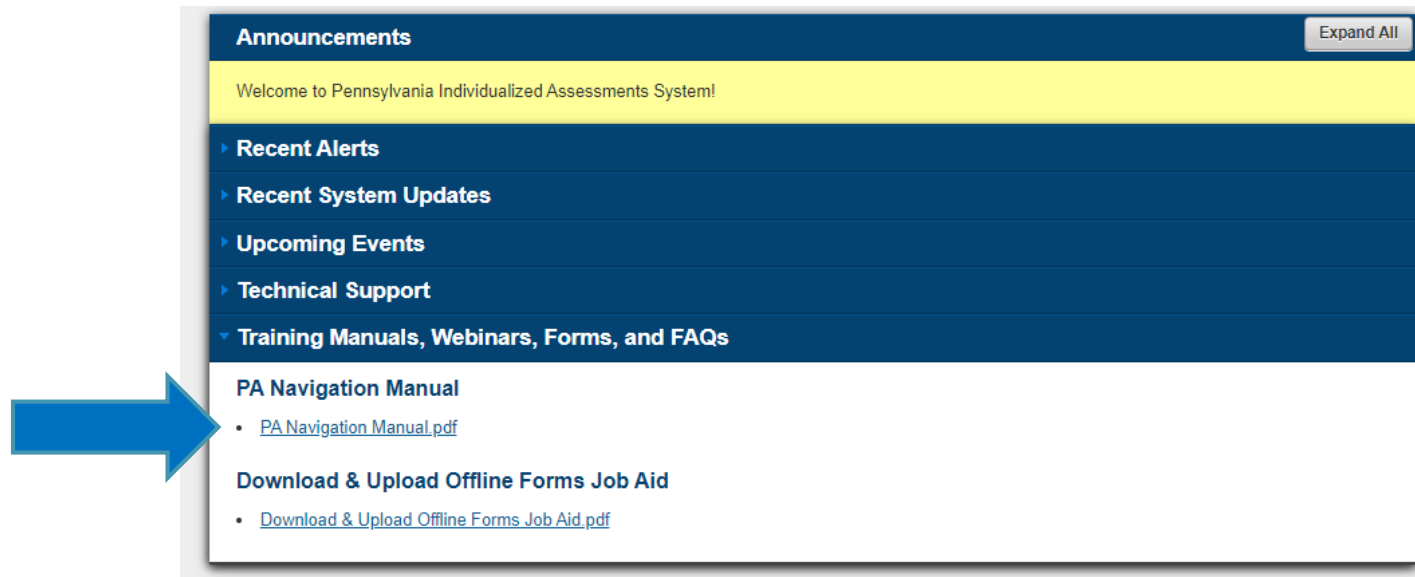 Announcements
Expand All
Welcome to Pennsylvania Individualized Assessments System!
Recent Alerts
Recent System Updates
Upcoming Events
Technical Support
Training Manuals, Webinars, Forms, and FAQs
PA Navigation Manual
• PA Navigation Manual.pdf
Download & Upload Offline Forms Job Aid
• Download & Upload Offline Forms Job Aid.pdf